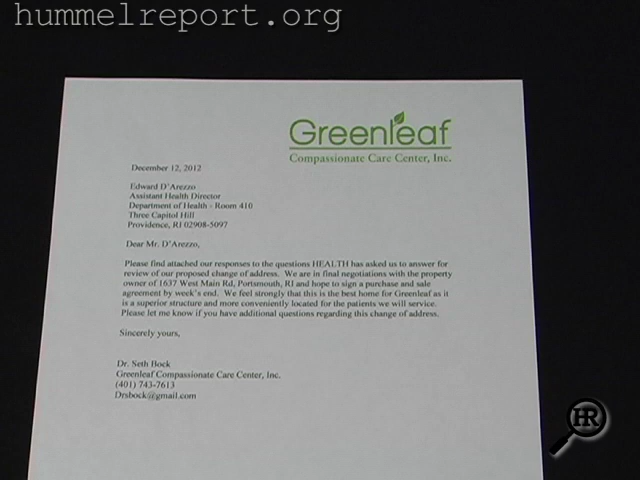 hummelreport.org
Greenleaf
Compassionate Care Center, Inc.
December 12, 2012
Edward D'Arezzo
Assistant Health Director
Department of Health - Room 410
Three Capitol Hill
Providence, RI 02908-5097
Dear Mr. D'Arezzo,
Please find attached our responses to the questions HEALTH has asked us to answer for
review of our proposed change of address. We are in final negotiations with the property
owner of 1637 West Main Rd, Portsmouth, RI and hope to sign a purchase and sale
agreement by week's end. We feel strongly that this is the best home for Greenleaf as it
is a superior structure and more conveniently located for the patients we will service.
Please let me know if you have additional questions regarding this change of address.
Sincerely yours,
Dr. Seth Bock
Greenleaf Compassionate Care Center, Inc.
(401) 743-7613
Drsbock@gmail.com
HR